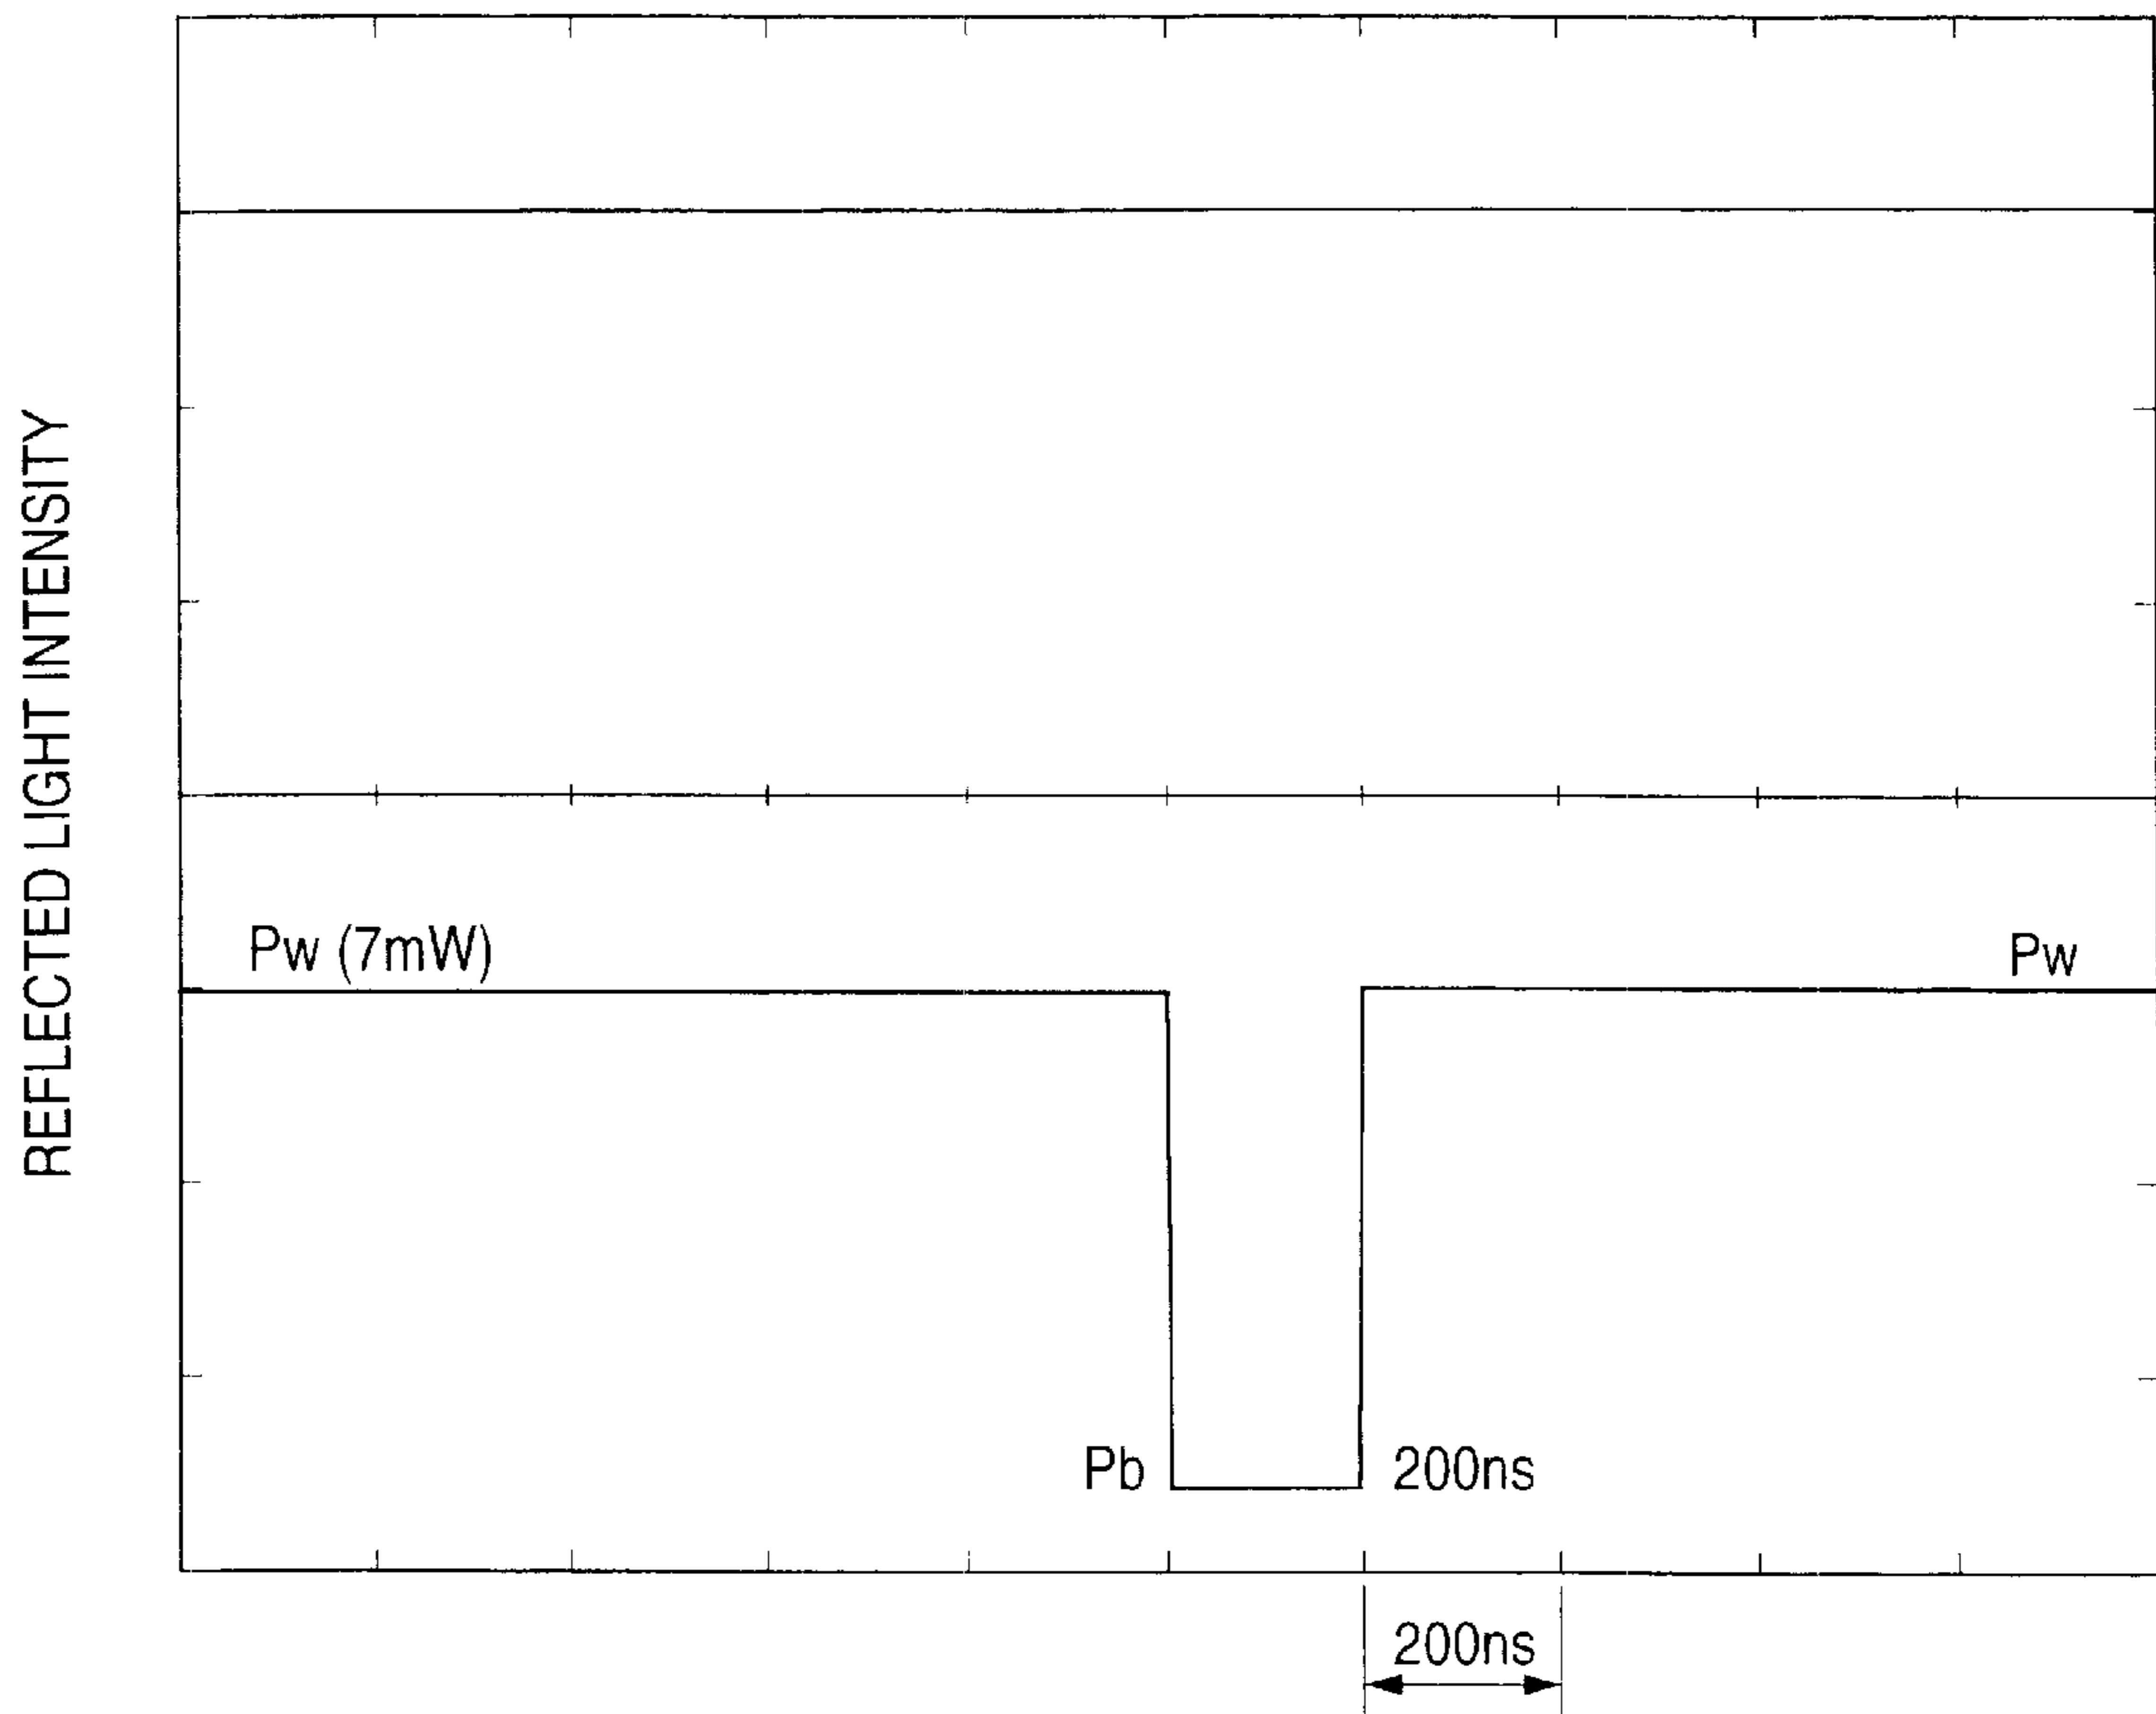 REFLECTED LIGHT INTENSITY
Pw (7mW)
Pw
Pb
200ns
200ns